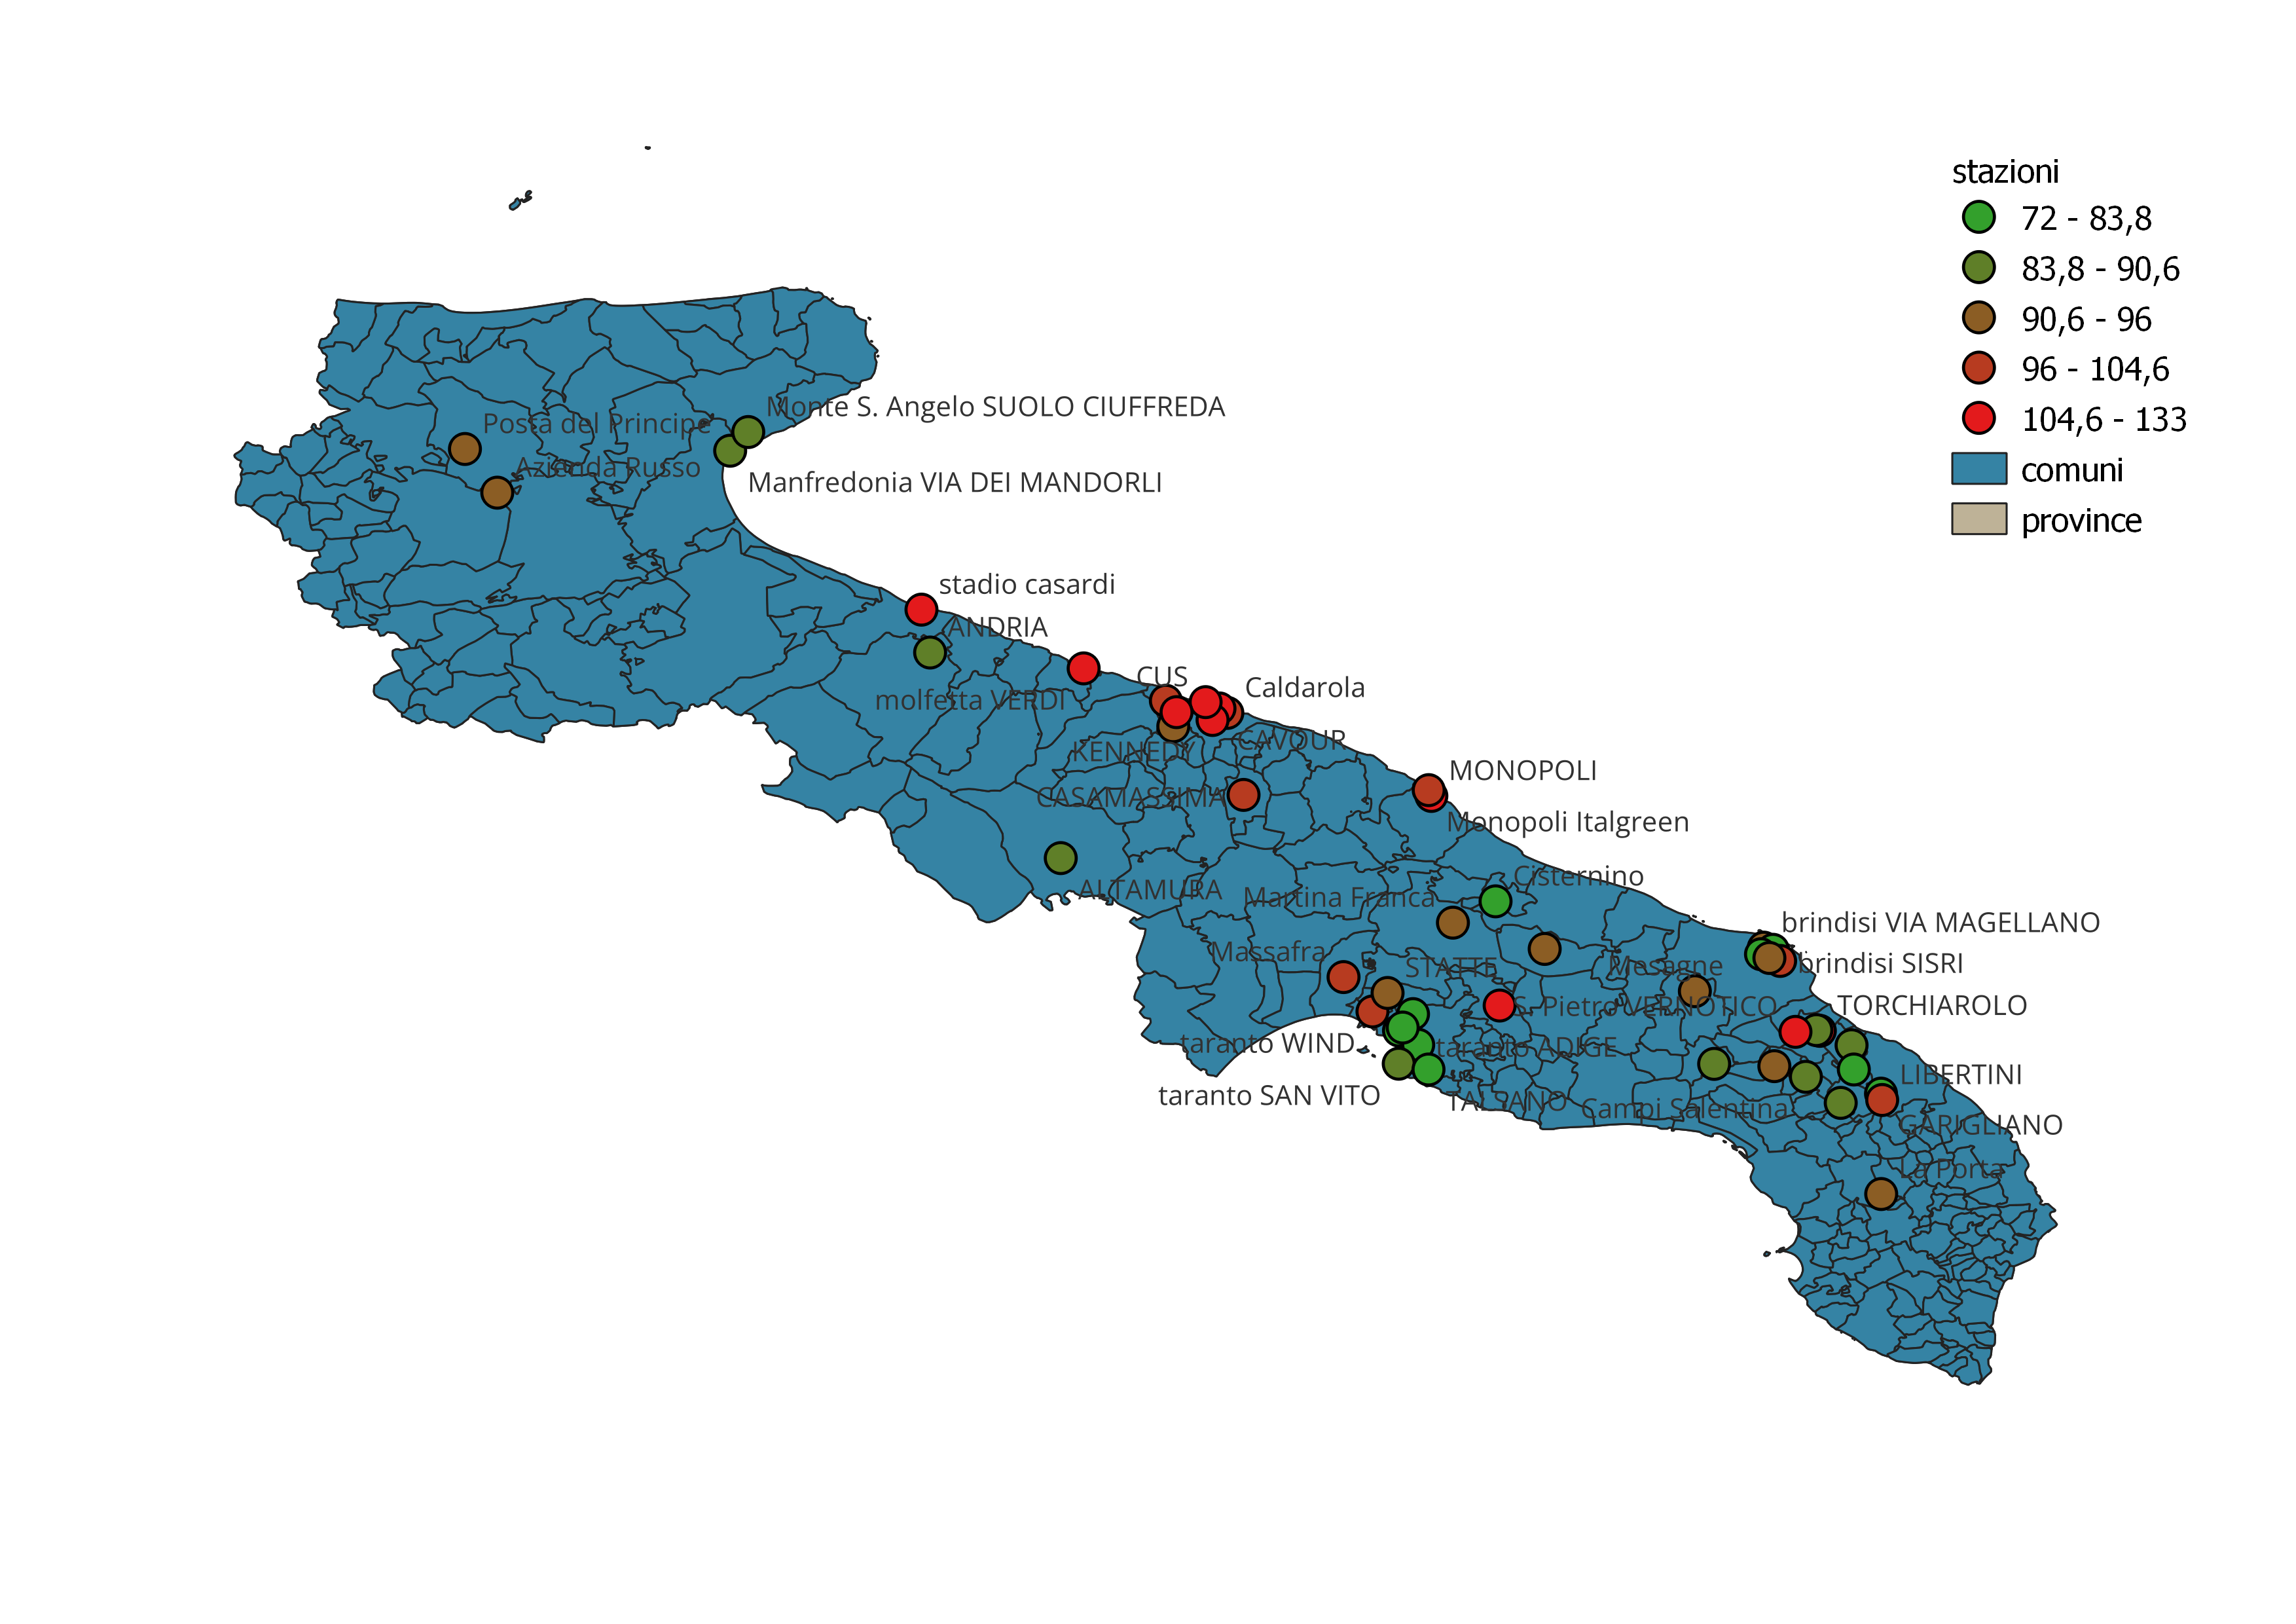 stazioni
72 - 83,8
83,8 - 90,6
90,6 - 96
96 - 104,6
104,6 - 133
comuni
province
Monte S. Angelo SUOLO CIUFFREDA
Posta del Principe
Azienda Russo
Manfredonia VIA DEI MANDORLI
stadio casardi
ANDRIA
CUS
Caldarola
molfetta VERDI
CAVOUR
KENNEDY
MONOPOLI
CASAMASSIMA
Monopoli Italgreen
Cisternino
ALTAMURA
Martina Franca
brindisi VIA MAGELLANO
Massafra
brindisi SISRI
Mesagne
STATTE
S. Pietro VERNOTICO
TORCHIAROLO
taranto WIND
taranto ADIGE
LIBERTINI
taranto SAN VITO
TALSANO
Campi Salentina
GARIGLIANO
La Porta